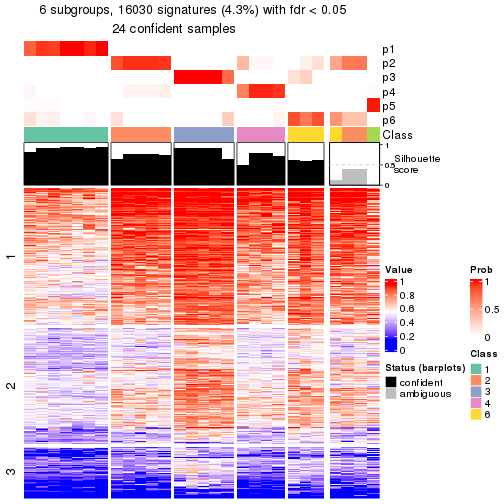 6 subgroups, 16030 signatures (4.3%) with fdr < 0.05
24 confident samples
p1
p2
p3
p4
p5
p6
Class
1
0.5
0
Silhouette
score
1
2
3
Value
1
0.8
0.6
0.4
0.2
0
Status (barplots)
confident
ambiguous
Prob
1
0.5
0
Class
1
2
3
4
6